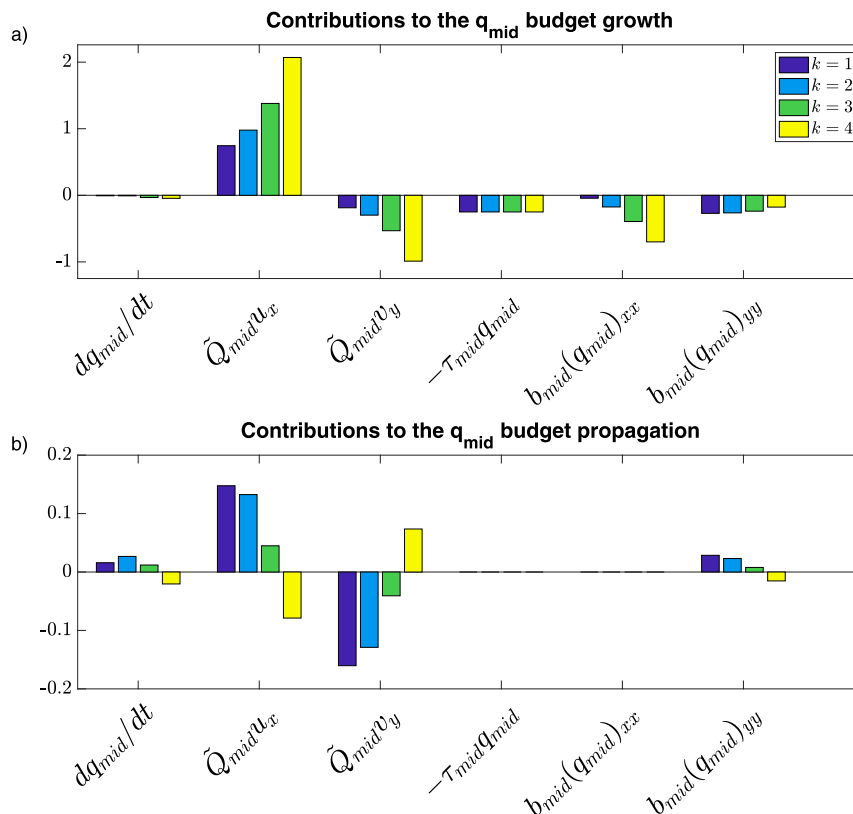 a)
Contributions to the q_mid budget growth
2
1
0
-1
k = 1
k = 2
k = 3
k = 4
dq_mid/dt
Q̃_mid u_x
Q̃_mid v_y
−τ_mid q_mid
b_mid(q_mid)_xx
b_mid(q_mid)_yy
b)
Contributions to the q_mid budget propagation
0.2
0.1
0
-0.1
-0.2
dq_mid/dt
Q̃_mid u_x
Q̃_mid v_y
−τ_mid q_mid
b_mid(q_mid)_xx
b_mid(q_mid)_yy